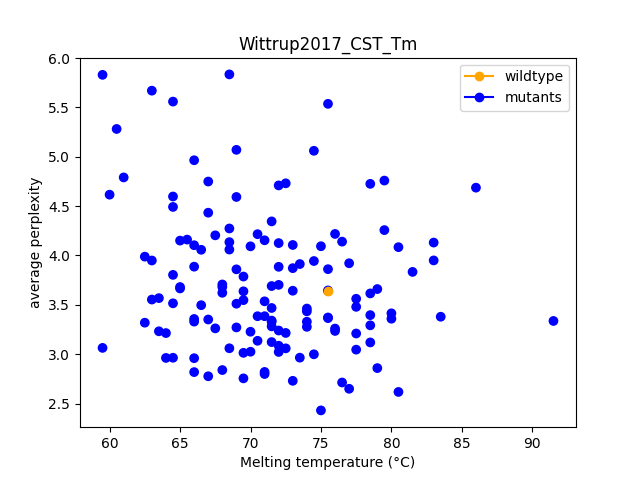 Wittrup2017_CST_Tm
wildtype
mutants
6.0
5.5
5.0
4.5
4.0
3.5
3.0
2.5
average perplexity
60 65 70 75 80 85 90
Melting temperature (°C)